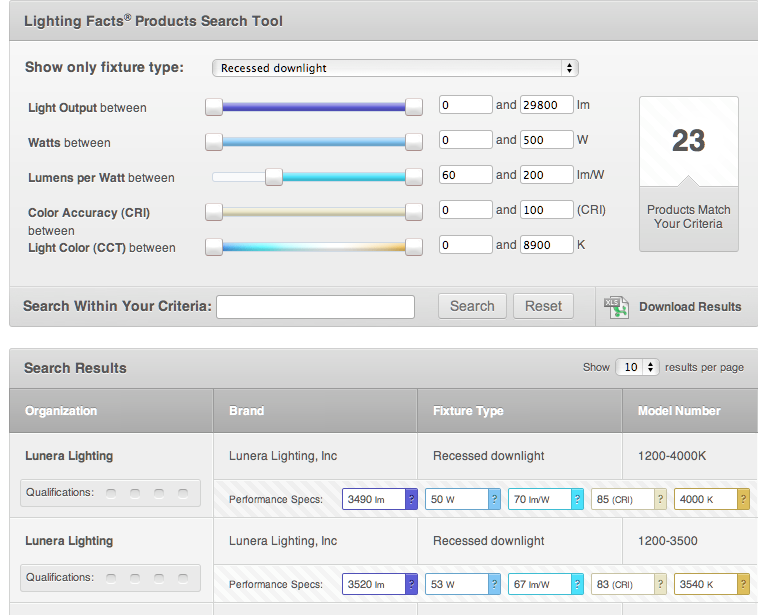 Lighting Facts® Products Search Tool
Show only fixture type: Recessed downlight
Light Output between 0 and 29800 lm
Watts between 0 and 500 W
Lumens per Watt between 60 and 200 lm/W
Color Accuracy (CRI) between 0 and 100 (CRI)
Light Color (CCT) between 0 and 8900 K
23
Products Match
Your Criteria
Search Within Your Criteria: Search Reset XLS Download Results
Search Results Show 10 results per page
Organization Brand Fixture Type Model Number
Lunera Lighting Lunera Lighting, Inc Recessed downlight 1200-4000K
Qualifications: Performance Specs: 3490 lm ? 50 W ? 70 lm/W ? 85 (CRI) ? 4000 K ?
Lunera Lighting Lunera Lighting, Inc Recessed downlight 1200-3500
Qualifications: Performance Specs: 3520 lm ? 53 W ? 67 lm/W ? 83 (CRI) ? 3540 K ?